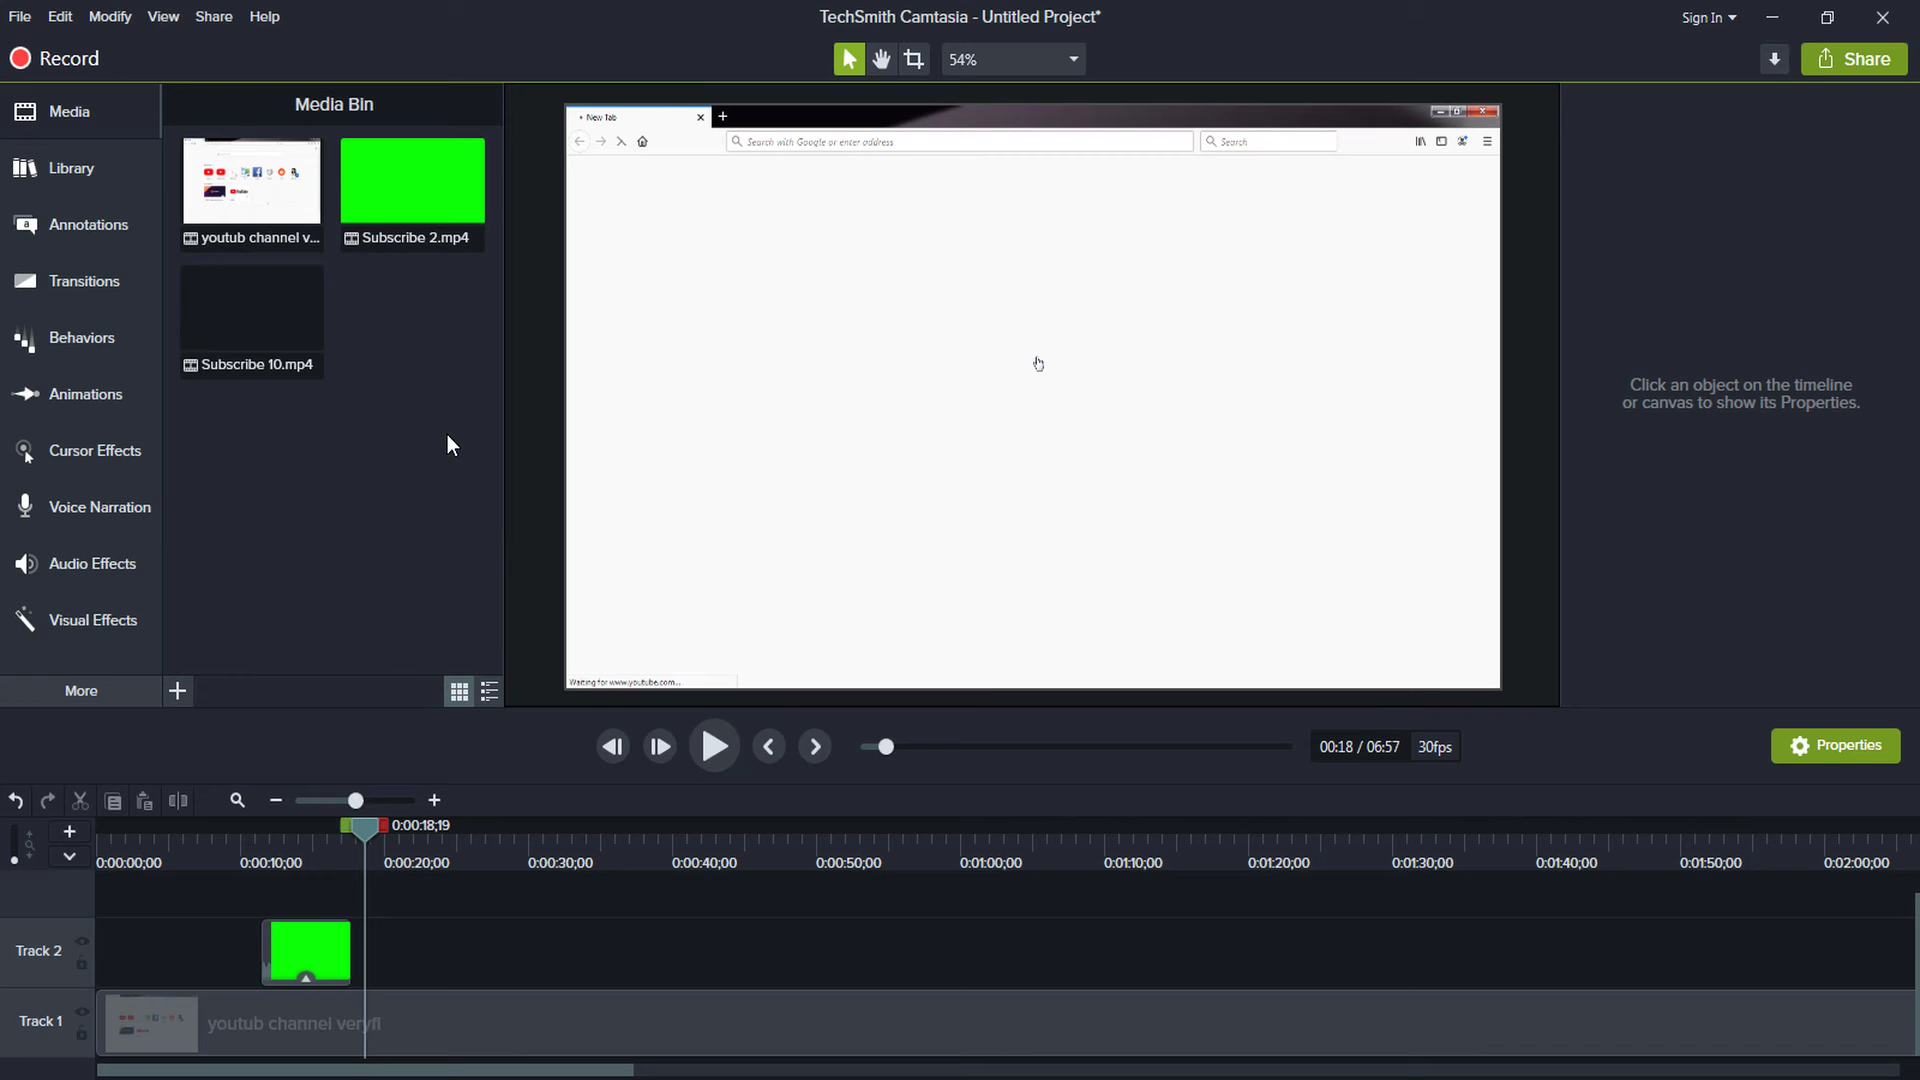 File Edit Modify View Share Help
TechSmith Camtasia - Untitled Project*
Sign In
Record
54%
Share
Media
Library
Annotations
Transitions
Behaviors
Animations
Cursor Effects
Voice Narration
Audio Effects
Visual Effects
More
Media Bin
youtub channel v...
Subscribe 2.mp4
Subscribe 10.mp4
New Tab
Search with Google or enter address
Search
Waiting for www.youtube.com...
Click an object on the timeline
or canvas to show its Properties.
00:18 / 06:57 30fps
Properties
0:00:18;19
0:00:00;00 0:00:10;00 0:00:20;00 0:00:30;00 0:00:40;00 0:00:50;00 0:01:00;00 0:01:10;00 0:01:20;00 0:01:30;00 0:01:40;00 0:01:50;00 0:02:00;00
Track 2
Track 1
youtub channel veryfi